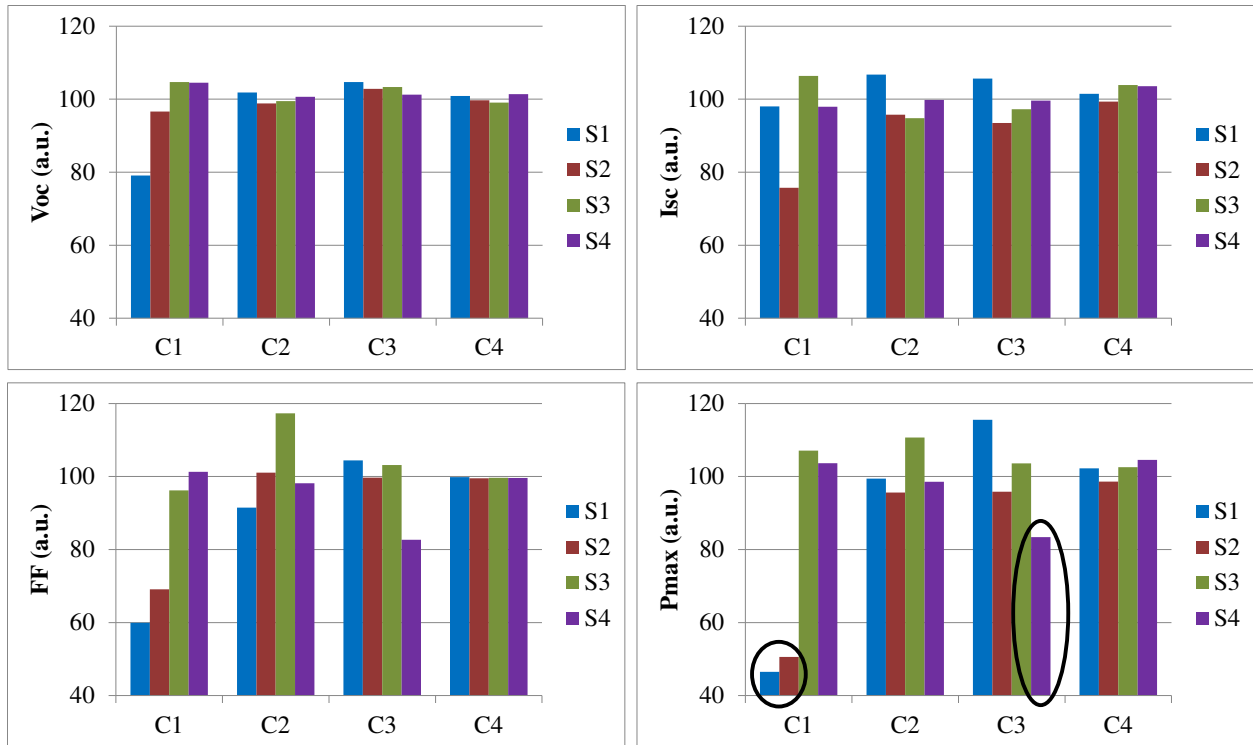 120
100
80
60
40
Voc (a.u.)
C1 C2 C3 C4
S1
S2
S3
S4
120
100
80
60
40
Isc (a.u.)
C1 C2 C3 C4
S1
S2
S3
S4
120
100
80
60
40
FF (a.u.)
C1 C2 C3 C4
S1
S2
S3
S4
120
100
80
60
40
Pmax (a.u.)
C1 C2 C3 C4
S1
S2
S3
S4